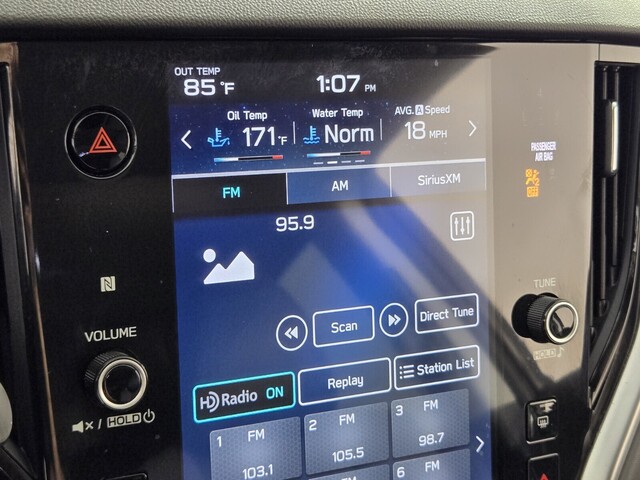 OUT TEMP
85°F
1:07 PM
Oil Temp
171°F
Water Temp
Norm
AVG. A Speed
18 MPH
PASSENGER
AIR BAG
FM
AM
SiriusXM
95.9
TUNE
HOLD
VOLUME
Scan
Direct Tune
HD Radio ON
Replay
Station List
/ HOLD
1 FM
103.1
2 FM
105.5
3 FM
98.7
FM
6 FM